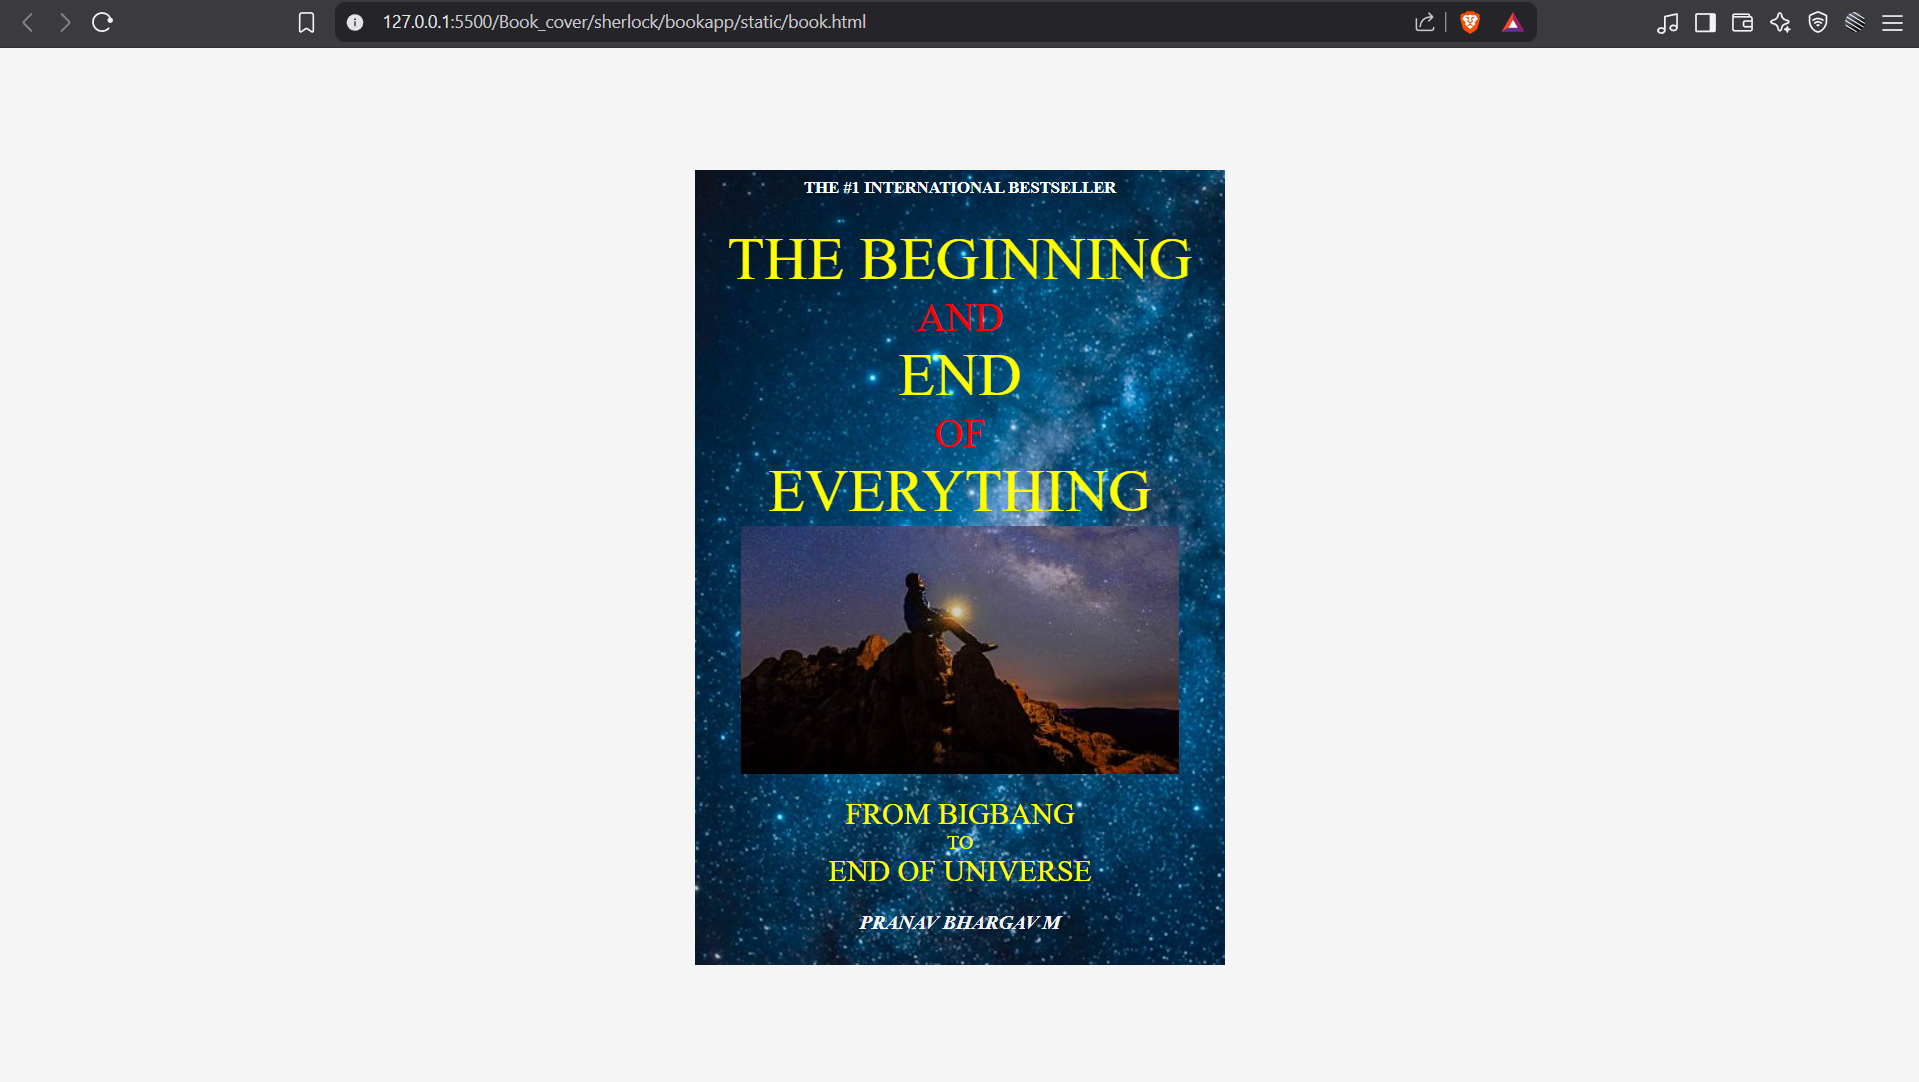 127.0.0.1:5500/Book_cover/sherlock/bookapp/static/book.html
THE #1 INTERNATIONAL BESTSELLER
THE BEGINNING
AND
END
OF
EVERYTHING
FROM BIGBANG
TO
END OF UNIVERSE
PRANAV BHARGAV M